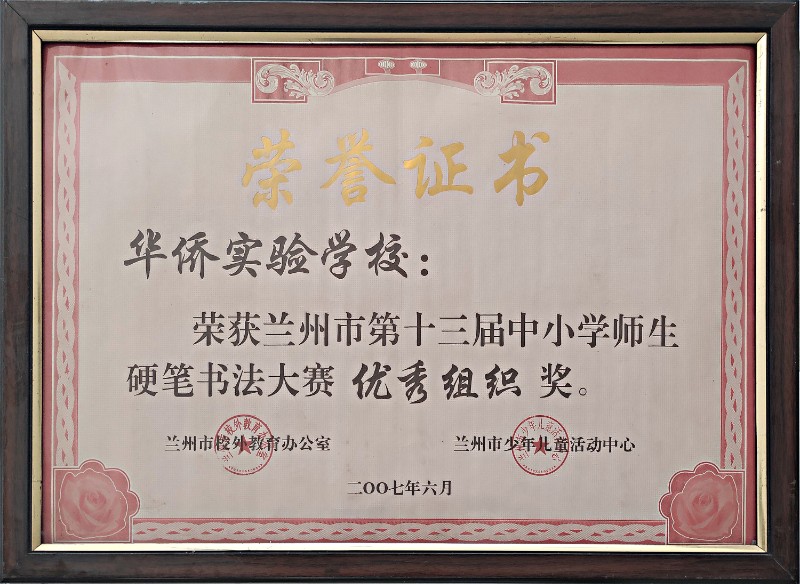 荣誉证书
华侨实验学校：
荣获兰州市第十三届中小学师生
硬笔书法大赛 优秀组织 奖。
兰州市校外教育办公室
兰州市少年儿童活动中心
二〇〇七年六月